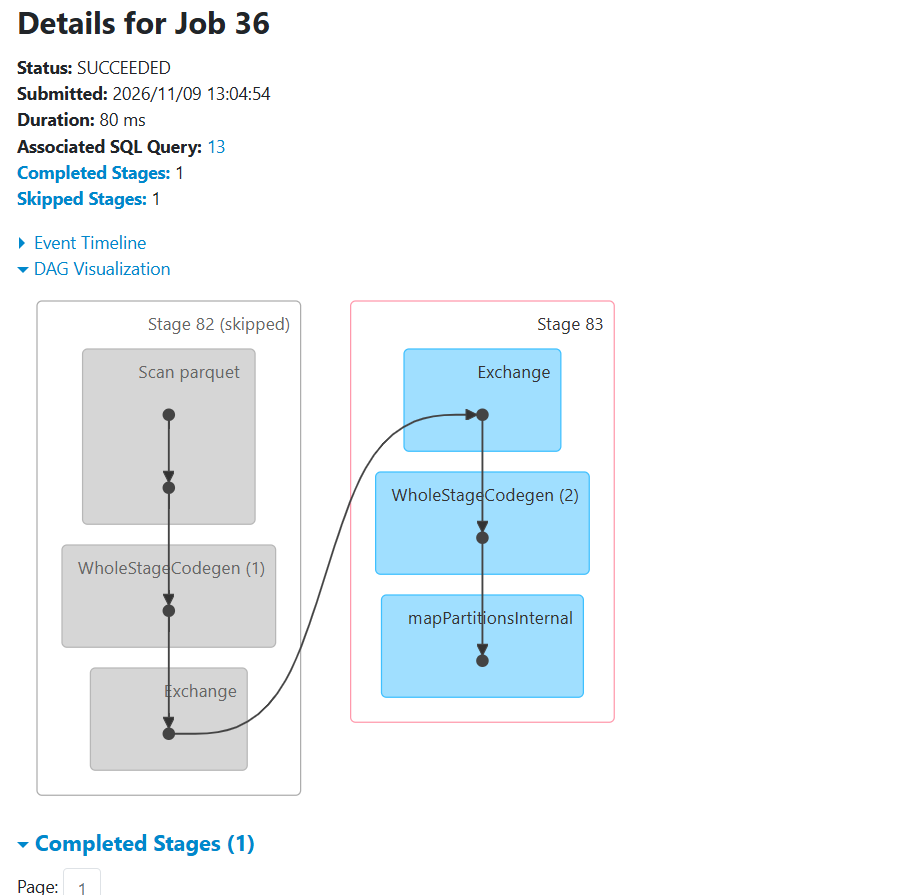 Details for Job 36
Status: SUCCEEDED
Submitted: 2026/11/09 13:04:54
Duration: 80 ms
Associated SQL Query: 13
Completed Stages: 1
Skipped Stages: 1
Event Timeline
DAG Visualization
Stage 82 (skipped)
Scan parquet
WholeStageCodegen (1)
Exchange
Stage 83
Exchange
WholeStageCodegen (2)
mapPartitionsInternal
Completed Stages (1)
Page: 1